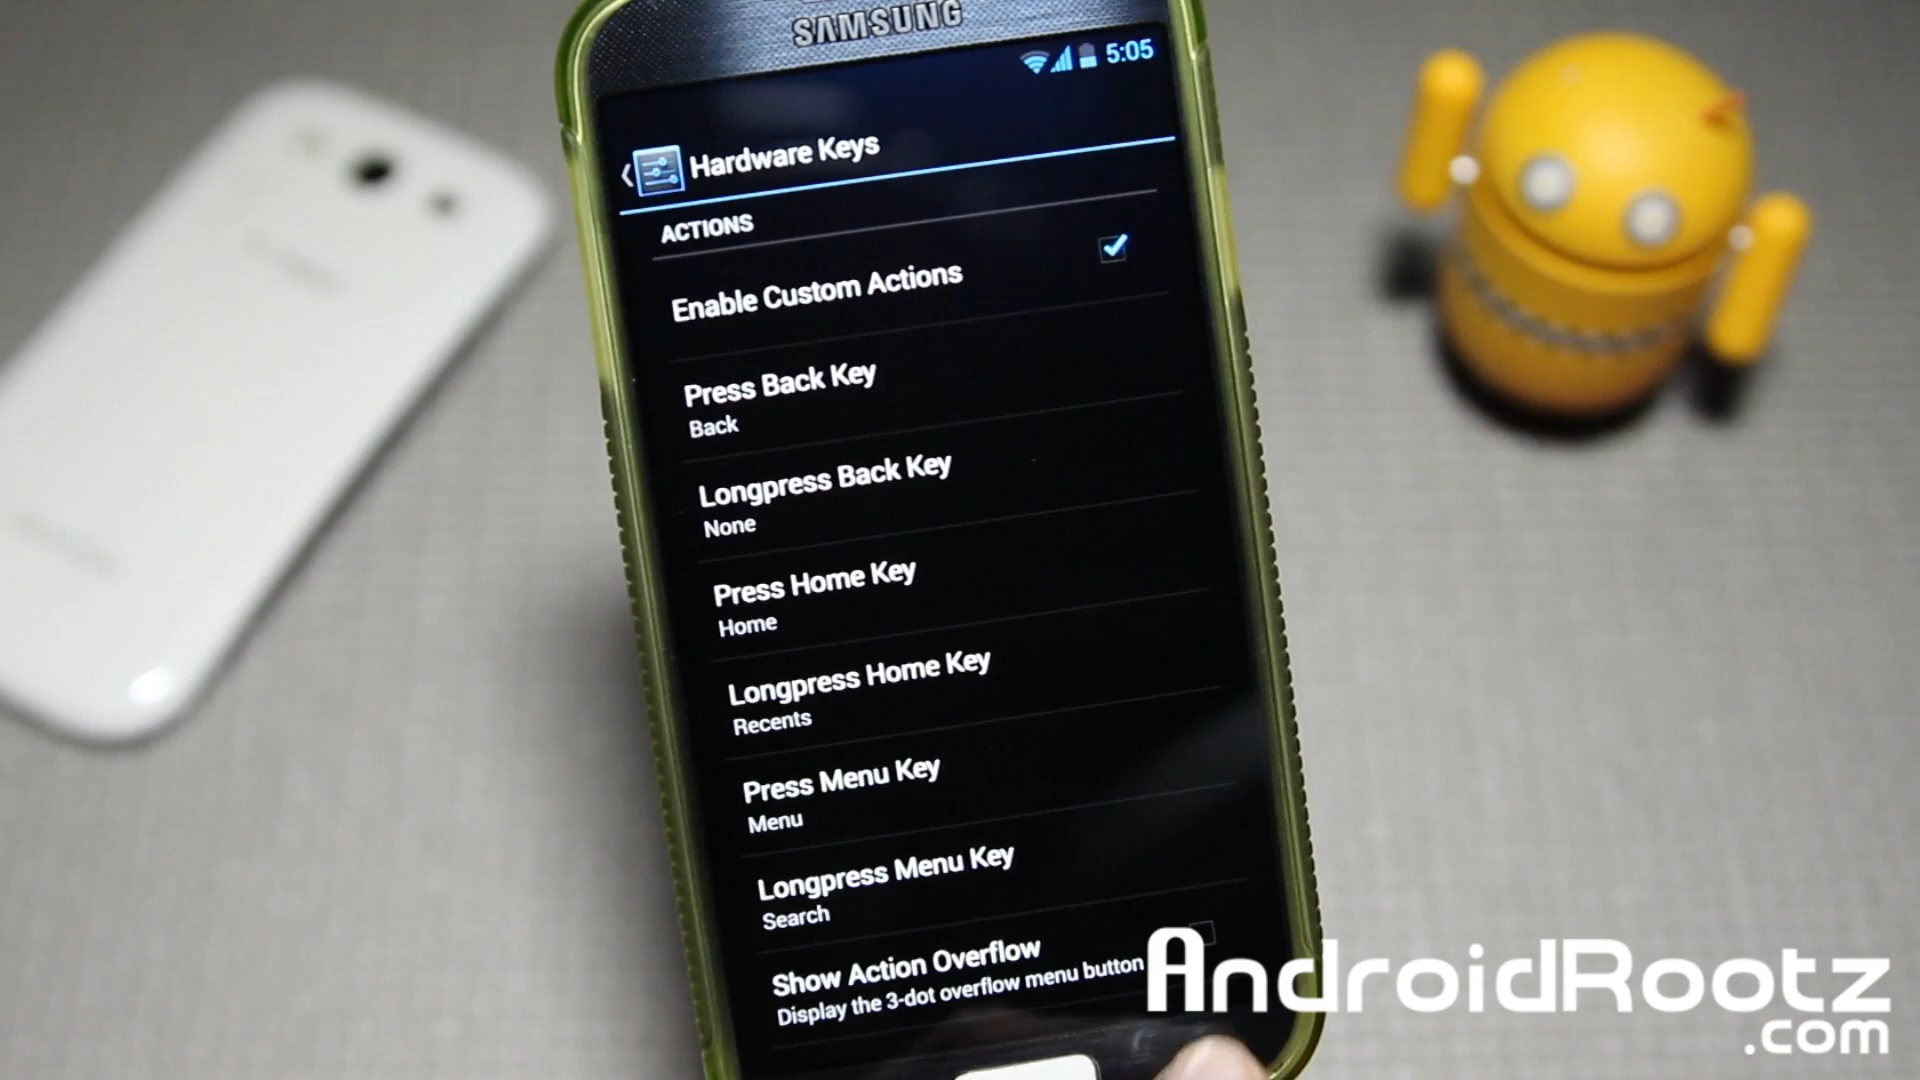 SAMSUNG
5:05
Hardware Keys
ACTIONS
Enable Custom Actions
Press Back Key
Back
Longpress Back Key
None
Press Home Key
Home
Longpress Home Key
Recents
Press Menu Key
Menu
Longpress Menu Key
Search
Show Action Overflow
Display the 3-dot overflow menu button
AndroidRootz
.com